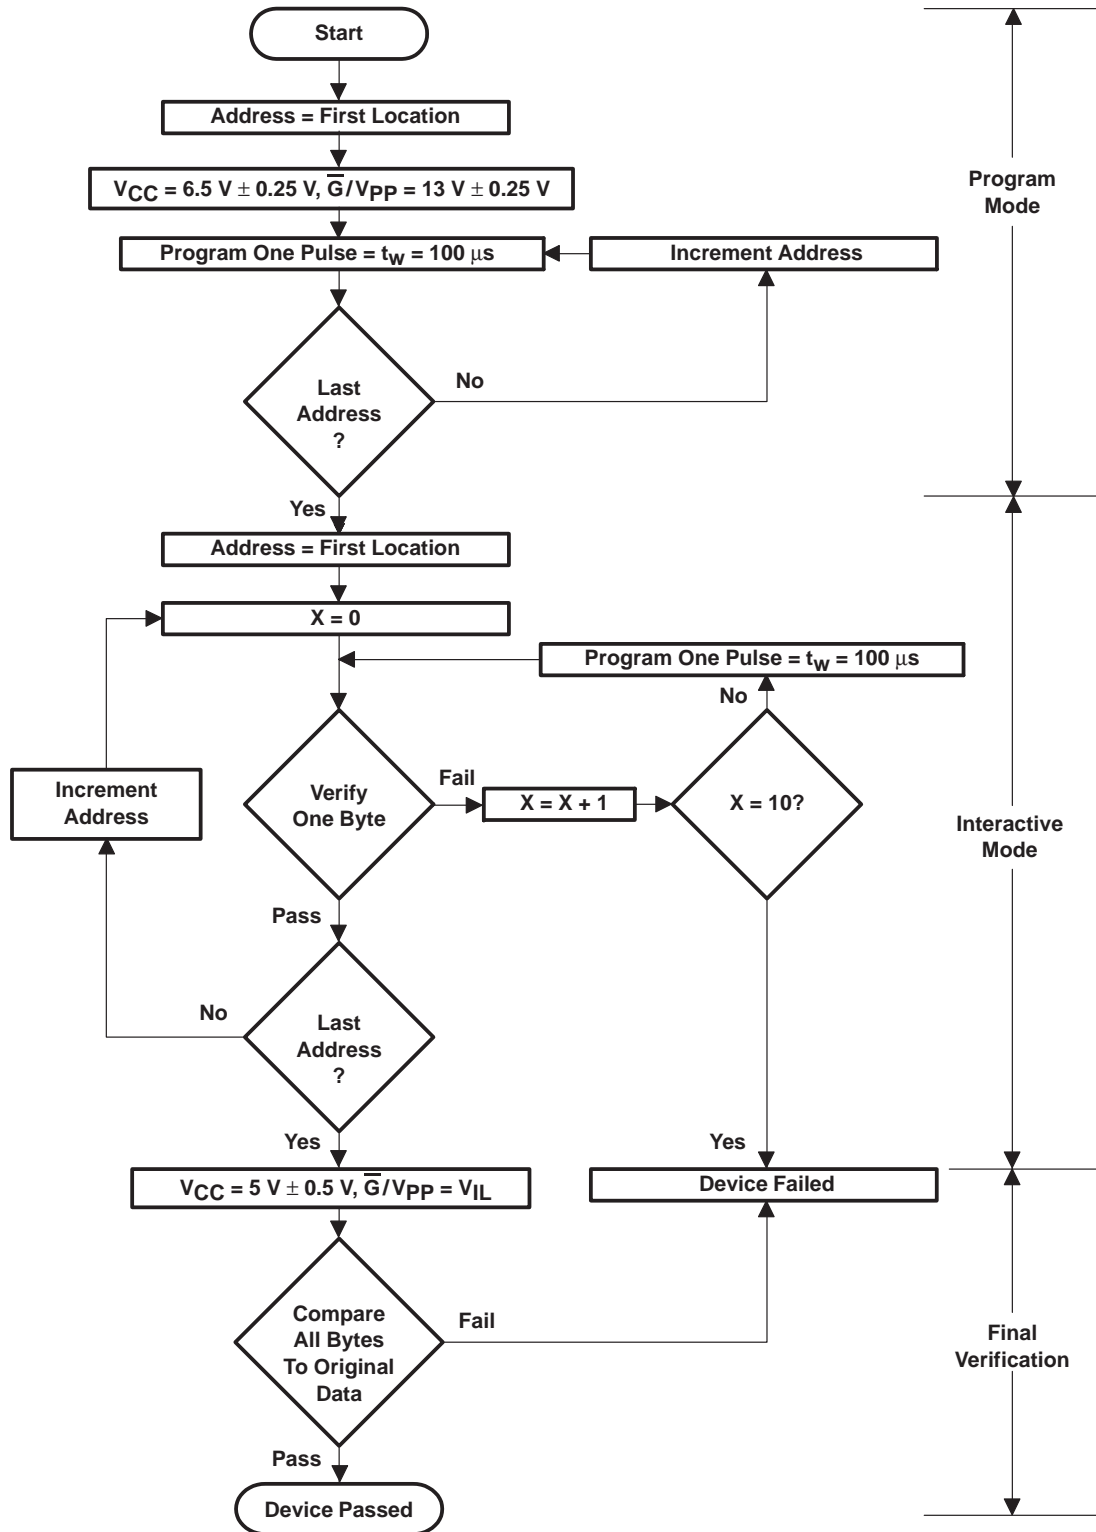 Start
Address = First Location
VCC = 6.5 V ± 0.25 V, G̅/VPP = 13 V ± 0.25 V
Program One Pulse = tw = 100 μs
Increment Address
Last
Address
?
No
Yes
Program
Mode
Address = First Location
X = 0
Program One Pulse = tw = 100 μs
No
Increment
Address
Verify
One Byte
Fail
X = X + 1
X = 10?
Interactive
Mode
Pass
No
Last
Address
?
Yes
Yes
VCC = 5 V ± 0.5 V, G̅/VPP = VIL
Device Failed
Compare
All Bytes
To Original
Data
Fail
Final
Verification
Pass
Device Passed